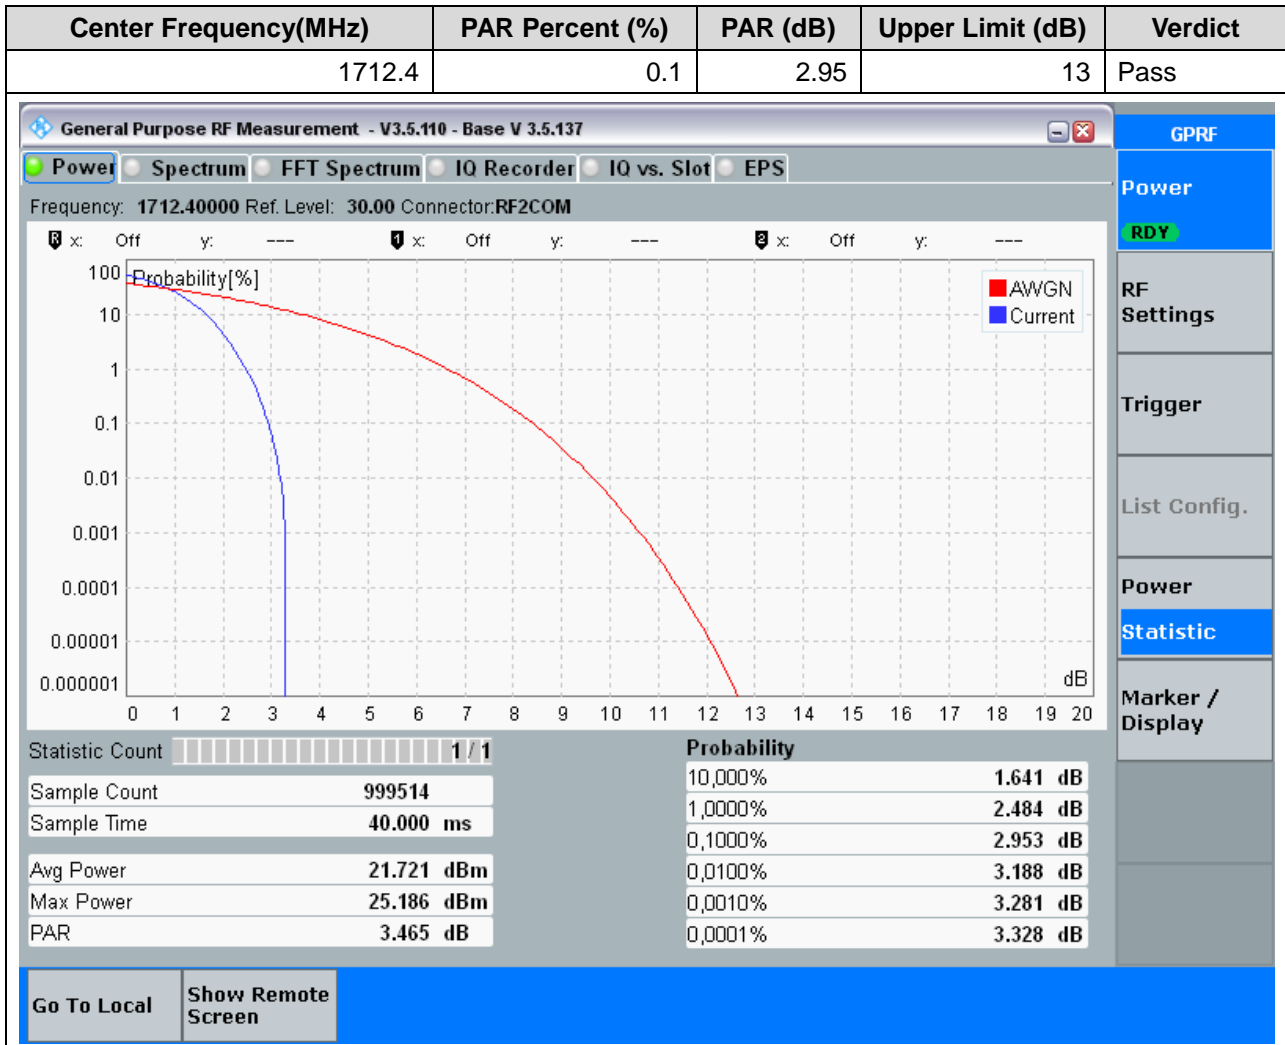 Center Frequency(MHz) PAR Percent (%) PAR (dB) Upper Limit (dB) Verdict
1712.4 0.1 2.95 13 Pass
General Purpose RF Measurement - V3.5.110 - Base V 3.5.137
GPRF
Power Spectrum FFT Spectrum IQ Recorder IQ vs. Slot EPS
Frequency: 1712.40000 Ref. Level: 30.00 Connector:RF2COM
R x: Off y: --- 1 x: Off y: --- 2 x: Off y: ---
Probability[%]
AWGN
Current
100
10
1
0.1
0.01
0.001
0.0001
0.00001
0.000001
dB
0 1 2 3 4 5 6 7 8 9 10 11 12 13 14 15 16 17 18 19 20
Statistic Count 1 / 1
Sample Count 999514
Sample Time 40.000 ms
Avg Power 21.721 dBm
Max Power 25.186 dBm
PAR 3.465 dB
Probability
10,000% 1.641 dB
1,0000% 2.484 dB
0,1000% 2.953 dB
0,0100% 3.188 dB
0,0010% 3.281 dB
0,0001% 3.328 dB
Power
RDY
RF
Settings
Trigger
List Config.
Power
Statistic
Marker /
Display
Go To Local
Show Remote
Screen